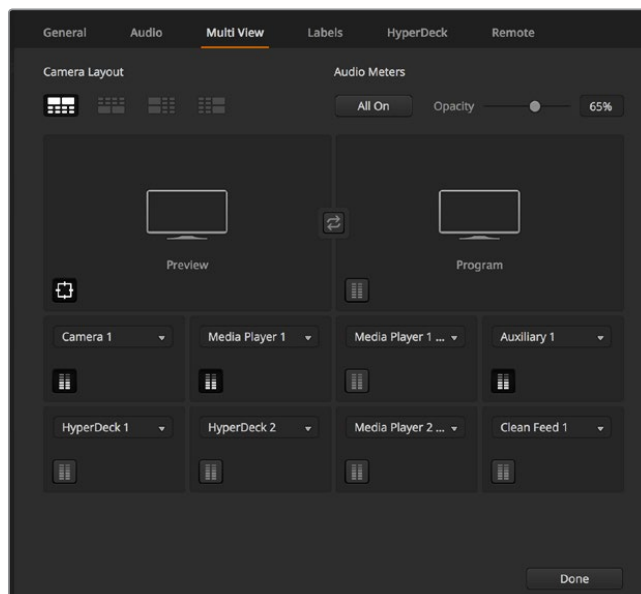 General Audio Multi View Labels HyperDeck Remote
Camera Layout Audio Meters
All On Opacity 65%
Preview Program
Camera 1 Media Player 1 Media Player 1 ... Auxiliary 1
HyperDeck 1 HyperDeck 2 Media Player 2 ... Clean Feed 1
Done